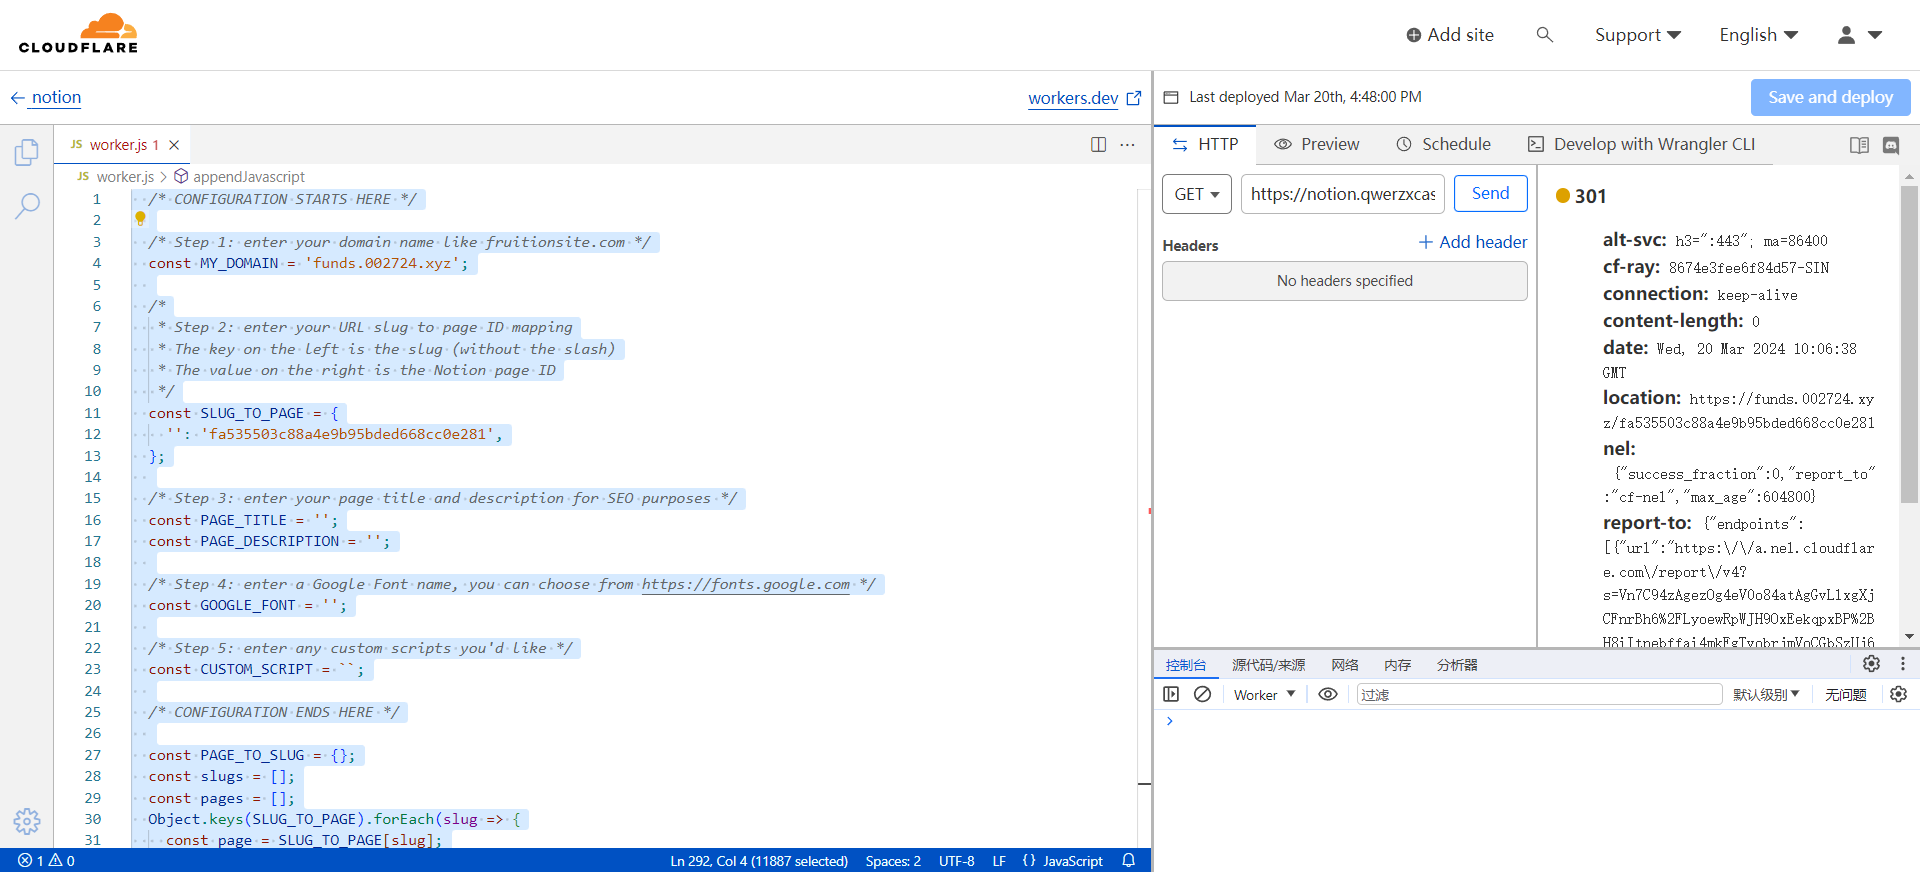 CLOUDFLARE
Add site
Support
English
notion
workers.dev
Last deployed Mar 20th, 4:48:00 PM
Save and deploy
JS worker.js 1
HTTP
Preview
Schedule
Develop with Wrangler CLI
JS worker.js > appendJavascript
1 /* CONFIGURATION STARTS HERE */
2
3 /* Step 1: enter your domain name like fruitionsite.com */
4 const MY_DOMAIN = 'funds.002724.xyz';
5
6 /*
7 * Step 2: enter your URL slug to page ID mapping
8 * The key on the left is the slug (without the slash)
9 * The value on the right is the Notion page ID
10 */
11 const SLUG_TO_PAGE = {
12 '': 'fa535503c88a4e9b95bded668cc0e281',
13 };
14
15 /* Step 3: enter your page title and description for SEO purposes */
16 const PAGE_TITLE = '';
17 const PAGE_DESCRIPTION = '';
18
19 /* Step 4: enter a Google Font name, you can choose from https://fonts.google.com */
20 const GOOGLE_FONT = '';
21
22 /* Step 5: enter any custom scripts you'd like */
23 const CUSTOM_SCRIPT = ``;
24
25 /* CONFIGURATION ENDS HERE */
26
27 const PAGE_TO_SLUG = {};
28 const slugs = [];
29 const pages = [];
30 Object.keys(SLUG_TO_PAGE).forEach(slug => {
31 const page = SLUG_TO_PAGE[slug];
1 0
Ln 292, Col 4 (11887 selected)
Spaces: 2
UTF-8
LF
{} JavaScript
GET
https://notion.qwerzxcas
Send
Headers
Add header
No headers specified
301
alt-svc: h3=":443"; ma=86400
cf-ray: 8674e3fee6f84d57-SIN
connection: keep-alive
content-length: 0
date: Wed, 20 Mar 2024 10:06:38
GMT
location: https://funds.002724.xy
z/fa535503c88a4e9b95bded668cc0e281
nel:
{"success_fraction":0,"report_to"
:"cf-nel","max_age":604800}
report-to: {"endpoints":
[{"url":"https:\/\/a.nel.cloudflar
e.com\/report\/v4?
s=Vn7C94zAgezOg4eV0o84atAgGvL1xgXj
CFnrBh6%2FLyoewRpWJH9OxEekqpxBP%2B
控制台
源代码/来源
网络
内存
分析器
Worker
过滤
默认级别
无问题